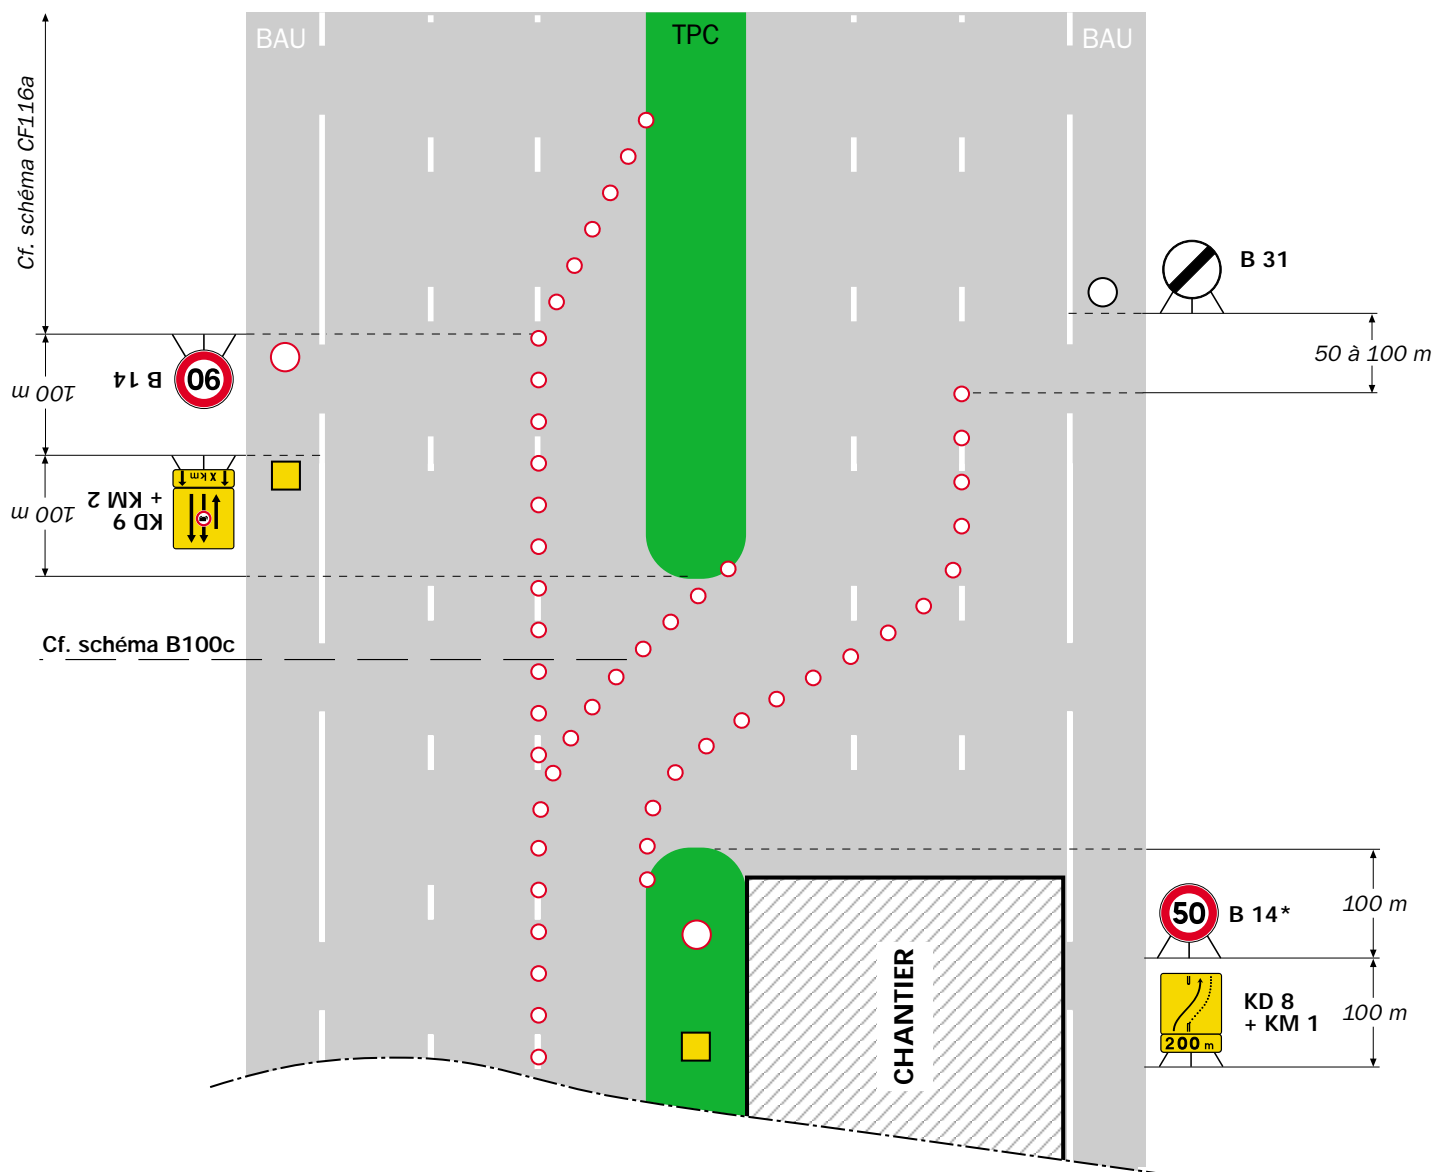 BAU
TPC
BAU
Cf. schéma CF116a
B 31
50 à 100 m
B 14
90
100 m
X km
KD 9
+ KM 2
100 m
Cf. schéma B100c
50
B 14*
100 m
CHANTIER
KD 8
+ KM 1
200 m
100 m